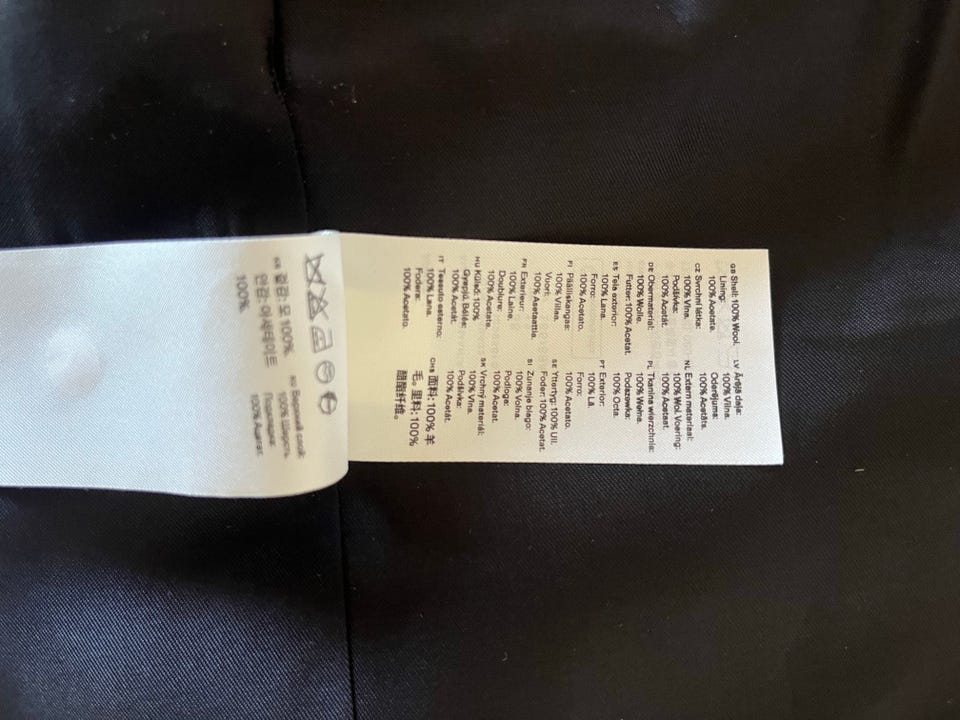 GB Shell: 100% Wool.
Lining:
100% Acetate.
CZ Svrchní látka:
100% Vlna.
Podšívka:
100% Acetát.
DE Obermaterial:
100% Wolle.
Futter: 100% Acetat.
ES Tela exterior:
100% Lana.
Forro:
100% Acetato.
FI Päälliskangas:
100% Villaa.
Vuori:
100% Asetaattia.
FR Exterieur:
100% Laine.
Doublure:
100% Acetate.
HU Külső: 100%
Gyapjú. Bélés:
100% Acetát.
IT Tessuto esterno:
100% Lana.
Fodera:
100% Acetato.
LV Ārējā daļa:
100% Vilna.
Oderējums:
100% Acetāts.
NL Extern materiaal:
100% Wol. Voering:
100% Acetaat.
PL Tkanina wierzchnia:
100% Wełna.
Podszewka:
100% Octa.
PT Exterior:
100% Lã.
Forro:
100% Acetato.
SE Yttertyg: 100% Ull.
Foder: 100% Acetat.
SI Zunanje blago:
100% Volna.
Podloga:
100% Acetat.
SK Vrchný materiál:
100% Vlna.
Podšívka:
100% Acetát.
CHS 面料:100% 羊
毛。里料:100%
醋酯纤维。
KR 겉감: 모 100%.
안감: 아세테이트
100%.
RU Верхний слой:
100% Шерсть.
Подкладка:
100% Ацетат.